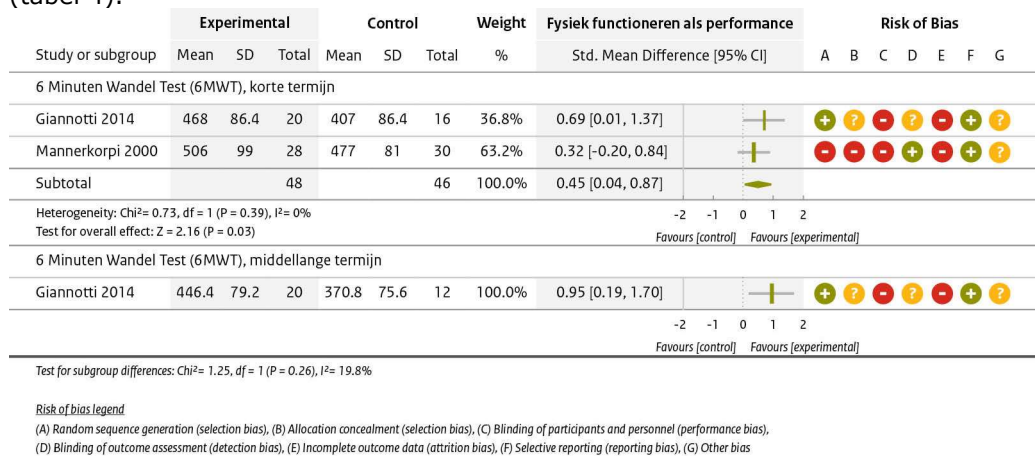 (tabel 4).
Experimental Control Weight Fysiek functioneren als performance Risk of Bias
Study or subgroup Mean SD Total Mean SD Total % Std. Mean Difference [95% CI] A B C D E F G
6 Minuten Wandel Test (6MWT), korte termijn
Giannotti 2014 468 86.4 20 407 86.4 16 36.8% 0.69 [0.01, 1.37] + ? - ? - + ?
Mannerkorpi 2000 506 99 28 477 81 30 63.2% 0.32 [-0.20, 0.84] - - - + - + ?
Subtotal 48 46 100.0% 0.45 [0.04, 0.87]
Heterogeneity: Chi²= 0.73, df = 1 (P = 0.39), I²= 0%
-2 -1 0 1 2
Test for overall effect: Z = 2.16 (P = 0.03)
Favours [control] Favours [experimental]
6 Minuten Wandel Test (6MWT), middellange termijn
Giannotti 2014 446.4 79.2 20 370.8 75.6 12 100.0% 0.95 [0.19, 1.70] + ? - ? - + ?
-2 -1 0 1 2
Favours [control] Favours [experimental]
Test for subgroup differences: Chi²= 1.25, df = 1 (P = 0.26), I²= 19.8%
Risk of bias legend
(A) Random sequence generation (selection bias), (B) Allocation concealment (selection bias), (C) Blinding of participants and personnel (performance bias),
(D) Blinding of outcome assessment (detection bias), (E) Incomplete outcome data (attrition bias), (F) Selective reporting (reporting bias), (G) Other bias